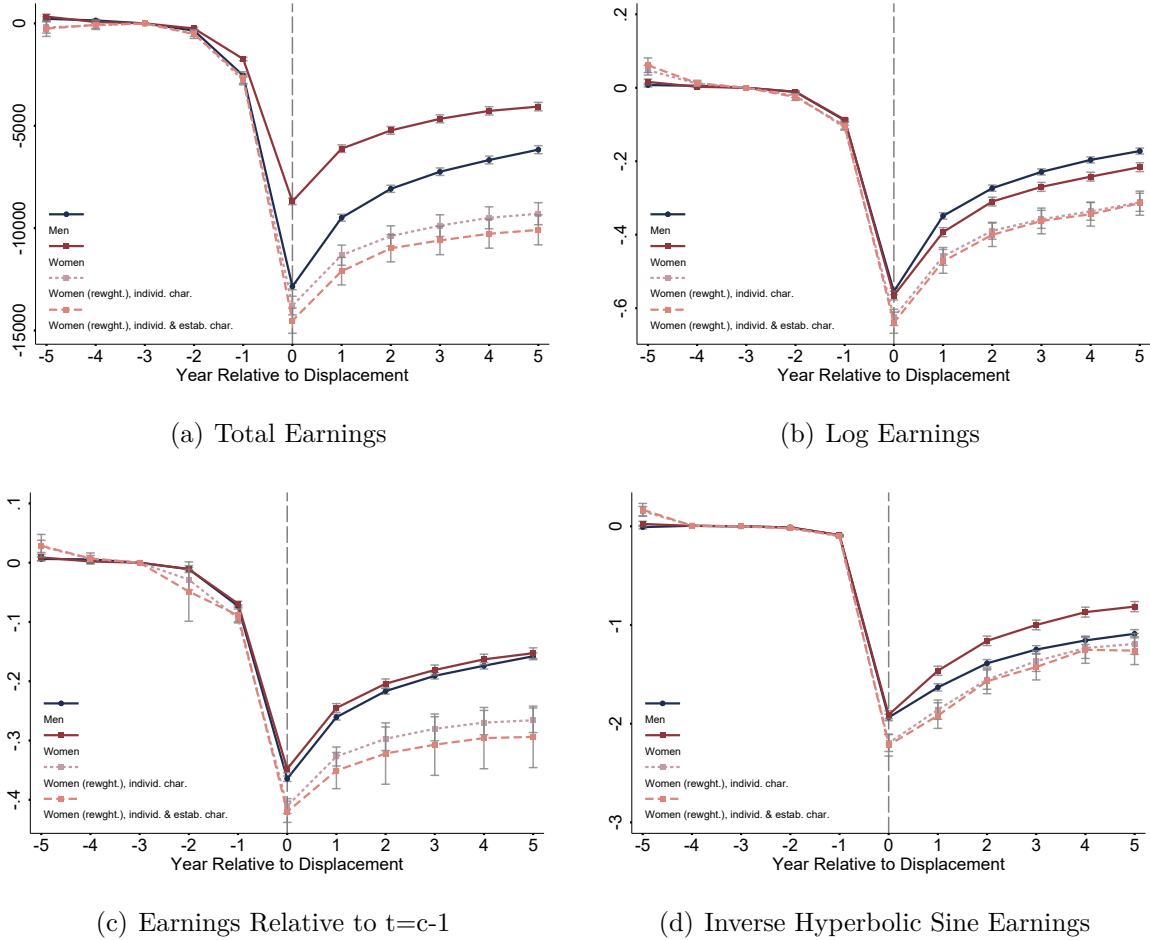 0
-5000
-10000
-15000
Men
Women
Women (rewght.), individ. char.
Women (rewght.), individ. & estab. char.
-5 -4 -3 -2 -1 0 1 2 3 4 5
Year Relative to Displacement
(a) Total Earnings
.2
0
-.2
-.4
-.6
Men
Women
Women (rewght.), individ. char.
Women (rewght.), individ. & estab. char.
-5 -4 -3 -2 -1 0 1 2 3 4 5
Year Relative to Displacement
(b) Log Earnings
.1
0
-.1
-.2
-.3
-.4
Men
Women
Women (rewght.), individ. char.
Women (rewght.), individ. & estab. char.
-5 -4 -3 -2 -1 0 1 2 3 4 5
Year Relative to Displacement
(c) Earnings Relative to t=c-1
0
-1
-2
-3
Men
Women
Women (rewght.), individ. char.
Women (rewght.), individ. & estab. char.
-5 -4 -3 -2 -1 0 1 2 3 4 5
Year Relative to Displacement
(d) Inverse Hyperbolic Sine Earnings